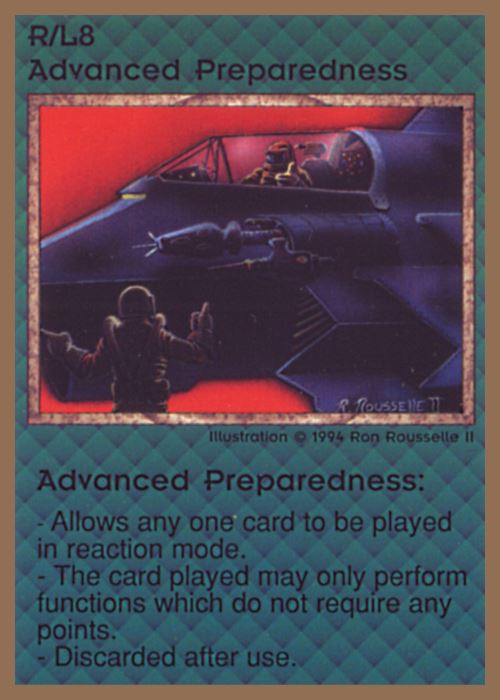 R/L8
Advanced Preparedness
R. ROUSSELLE II
Illustration © 1994 Ron Rousselle II
Advanced Preparedness:
- Allows any one card to be played
in reaction mode.
- The card played may only perform
functions which do not require any
points.
- Discarded after use.